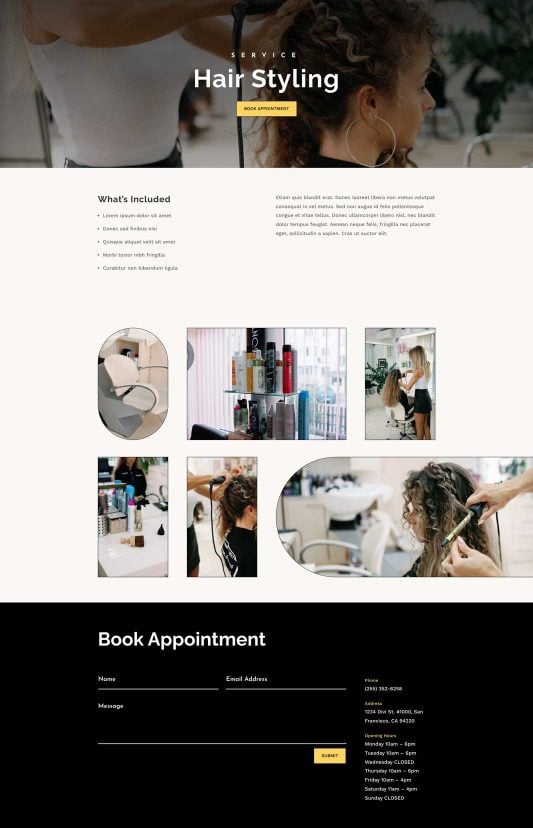 SERVICE
Hair Styling
BOOK APPOINTMENT
What's Included
• Lorem ipsum dolor sit amet
• Donec sed finibus nisi
• Quisque aliquet velit sit amet
• Morbi tortor nibh fringilla
• Curabitur non bibendum ligula
Etiam quis blandit erat. Donec laoreet libero non metus volutpat
consequat in vel metus. Sed non augue id felis pellentesque
congue et vitae tellus. Donec ullamcorper libero nisl, nec blandit
dolor tempus feugiat. Aenean neque felis, fringilla nec placerat
eget, sollicitudin a sapien. Cras ut auctor elit.
Book Appointment
Name
Email Address
Message
SUBMIT
Phone
(255) 352-6258
Address
1234 Divi St. #1000, San
Francisco, CA 94220
Opening Hours
Monday 10am – 6pm
Tuesday 10am – 6pm
Wednesday CLOSED
Thursday 10am – 6pm
Friday 10am – 4pm
Saturday 11am – 4pm
Sunday CLOSED